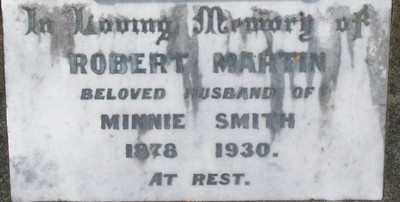 In Loving Memory of
ROBERT MARTIN
BELOVED HUSBAND OF
MINNIE SMITH
1878 1930.
AT REST.